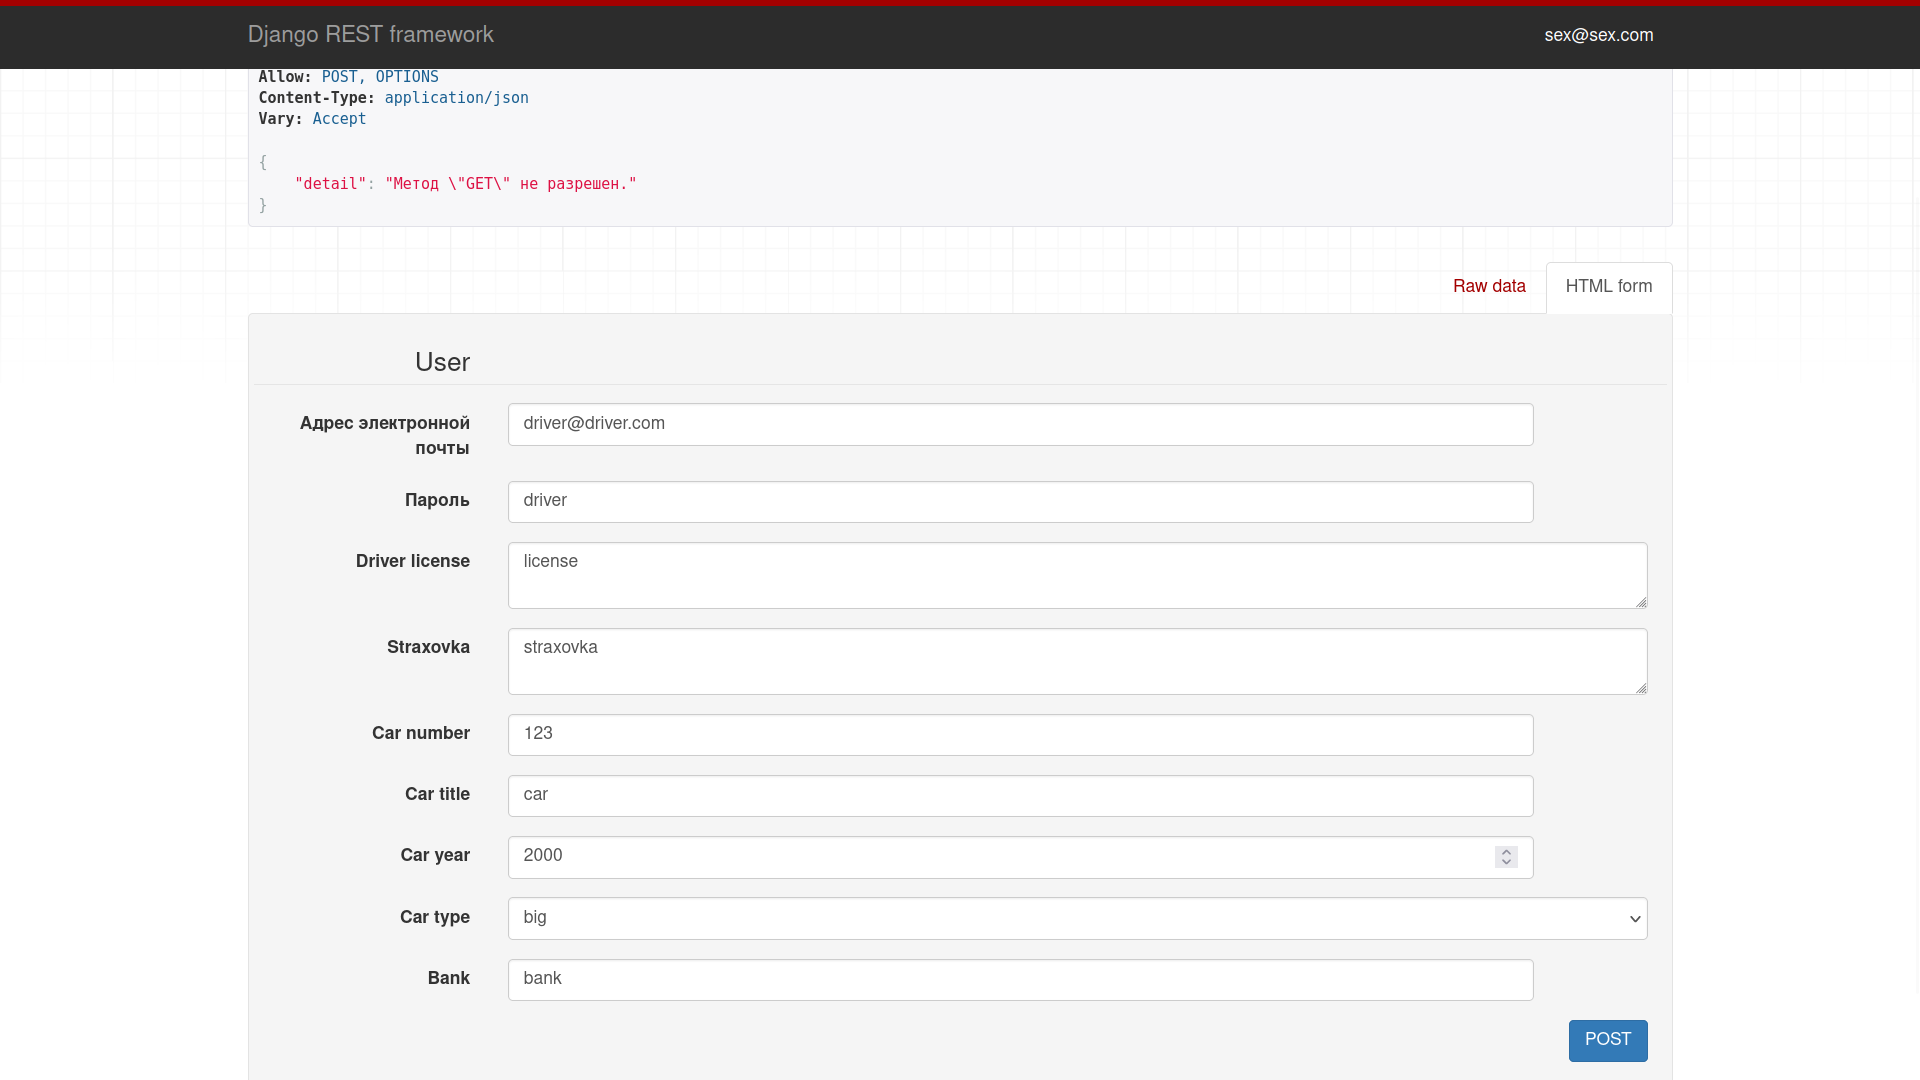 Django REST framework
sex@sex.com
Allow: POST, OPTIONS
Content-Type: application/json
Vary: Accept
{
"detail": "Метод \"GET\" не разрешен."
}
Raw data
HTML form
User
Адрес электронной
почты
driver@driver.com
Пароль
driver
Driver license
license
Straxovka
straxovka
Car number
123
Car title
car
Car year
2000
Car type
big
Bank
bank
POST